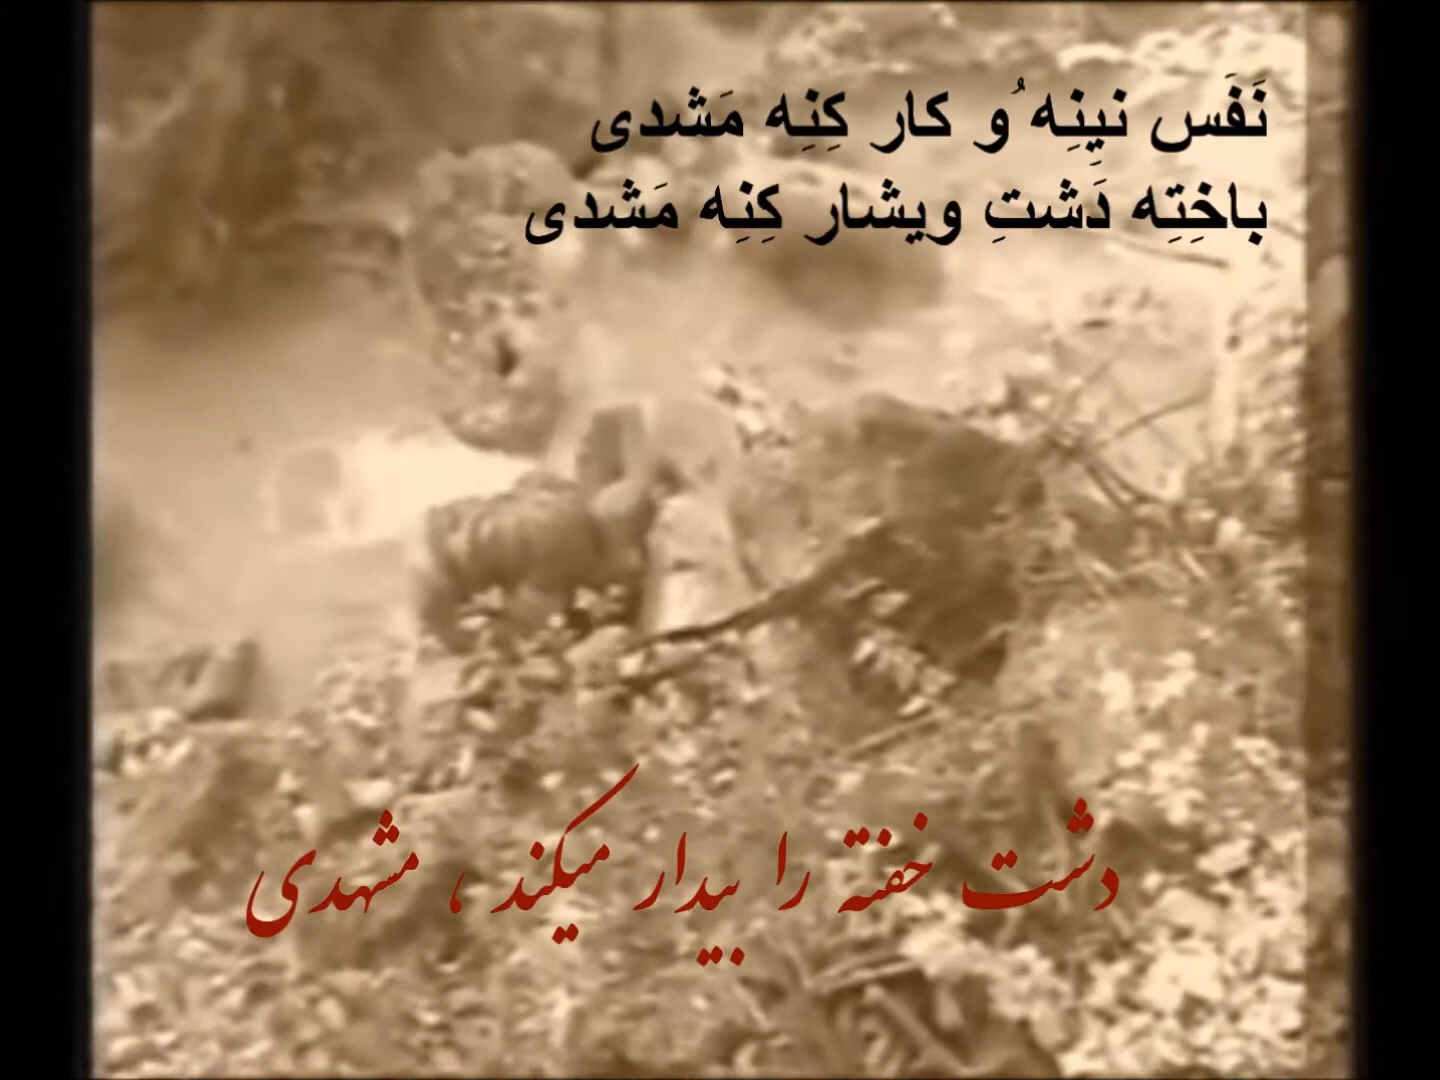 نَفَس نیِنِه ُو کار کِنِه مَشدی
باخِتِه دَشتِ ویشار کِنِه مَشدی
دشت خفته را بیدار میکند ، مشهدی